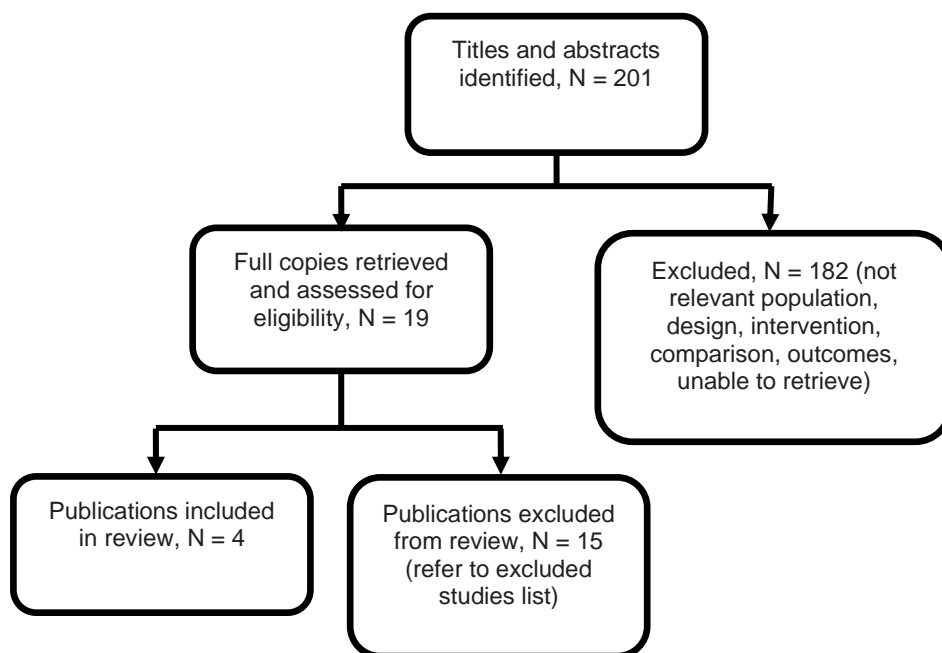 Titles and abstracts
identified, N = 201
Full copies retrieved
and assessed for
eligibility, N = 19
Excluded, N = 182 (not
relevant population,
design, intervention,
comparison, outcomes,
unable to retrieve)
Publications included
in review, N = 4
Publications excluded
from review, N = 15
(refer to excluded
studies list)